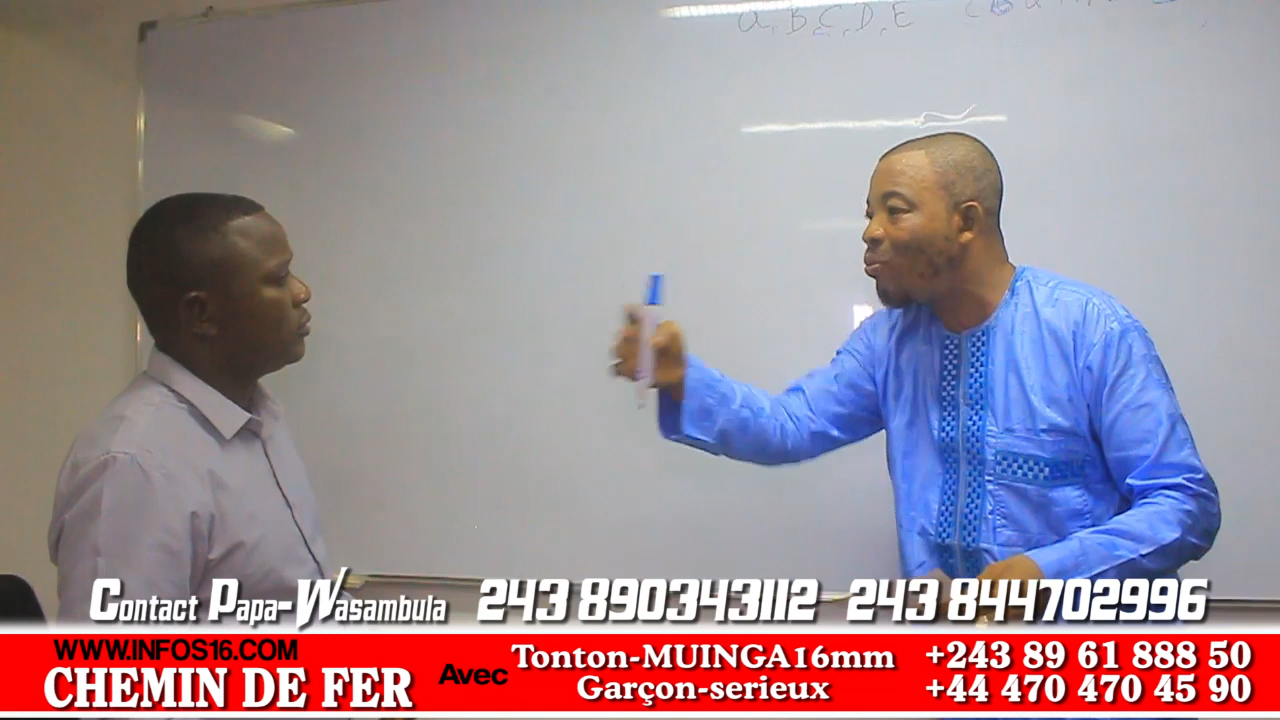 a, B, C, D, E
Contact Papa-Wasambula 243 890343112 243 844702996
WWW.INFOS16.COM
CHEMIN DE FER
Avec
Tonton-MUINGA16mm
Garçon-serieux
+243 89 61 888 50
+44 470 470 45 90